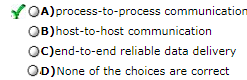 A) process-to-process communication
B) host-to-host communication
C) end-to-end reliable data delivery
D) None of the choices are correct